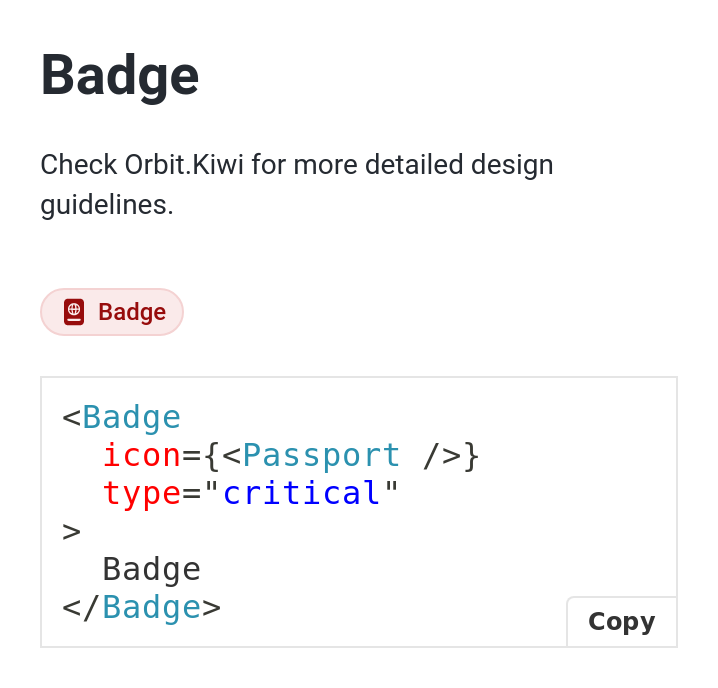 Badge
Check Orbit.Kiwi for more detailed design
guidelines.
Badge
<Badge
  icon={<Passport />}
  type="critical"
>
  Badge
</Badge>
Copy